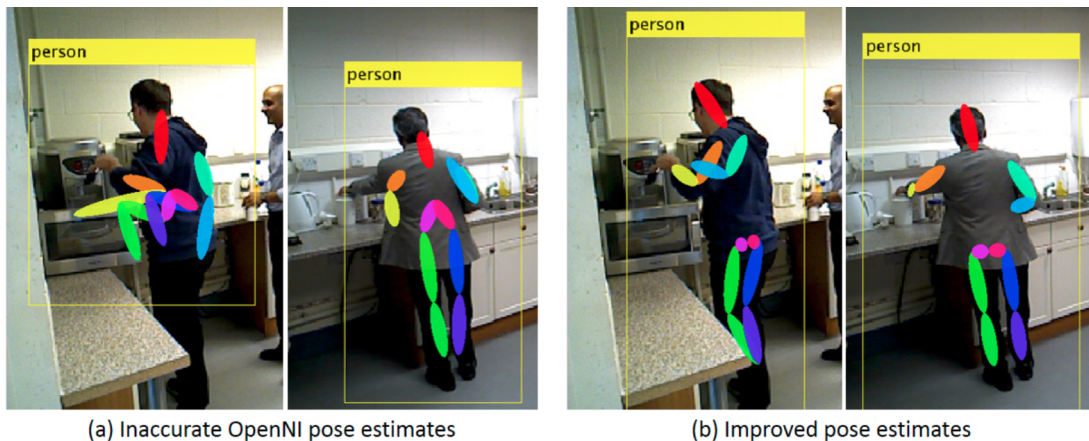 person
person
person
person
(a) Inaccurate OpenNI pose estimates
(b) Improved pose estimates